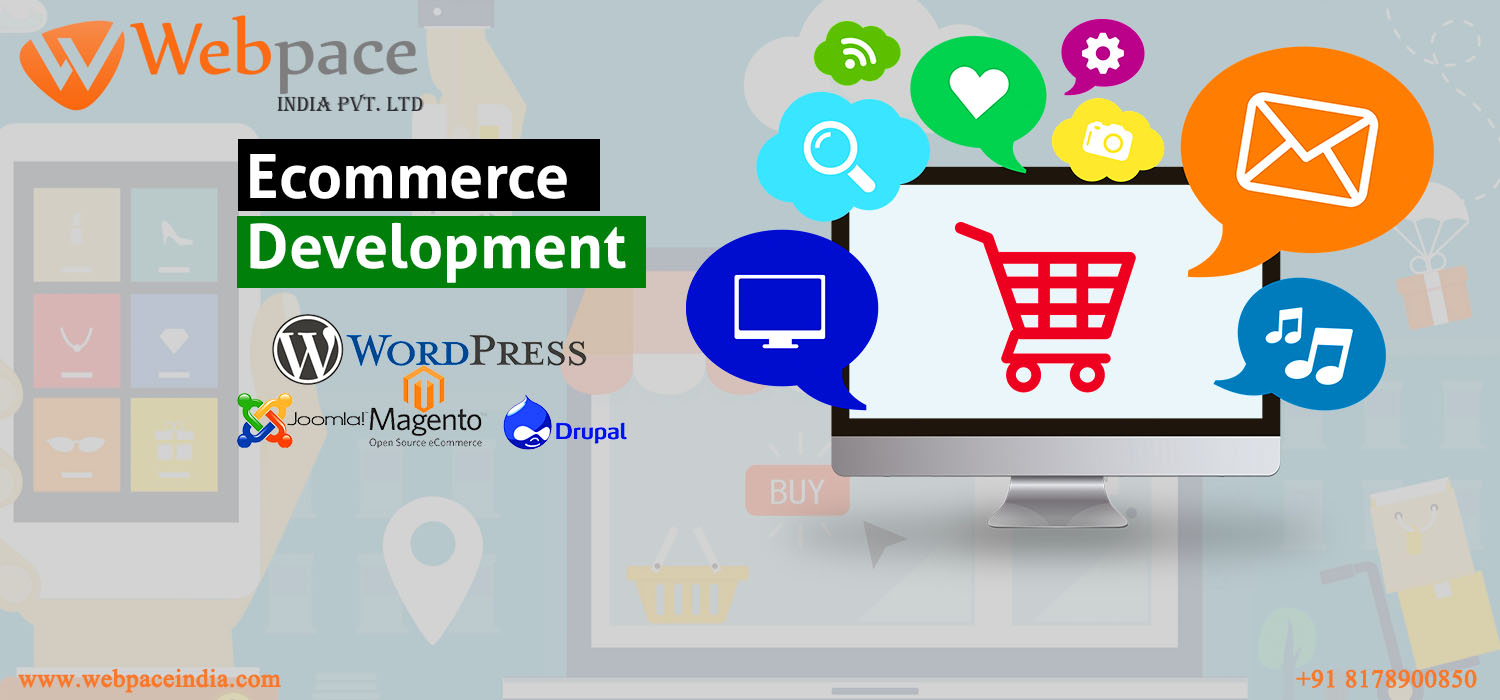 Webpace
INDIA PVT. LTD
Ecommerce
Development
WORDPRESS
Joomla!
Magento
Open Source eCommerce
Drupal
BUY
www.webpaceindia.com
+91 8178900850